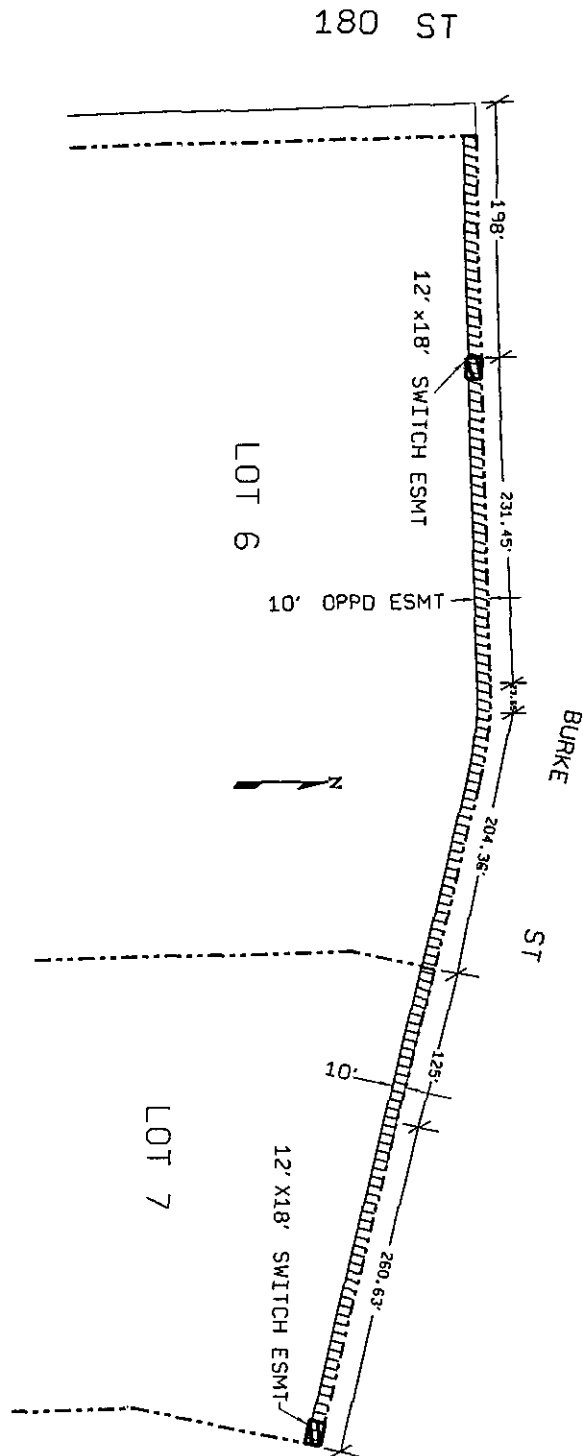 180 ST
198'
12' x18' SWITCH ESMT
LOT 6
231.45'
10' OPPD ESMT
BURKE ST
N
204.36'
125'
10'
LOT 7
12' X18' SWITCH ESMT
260.63'